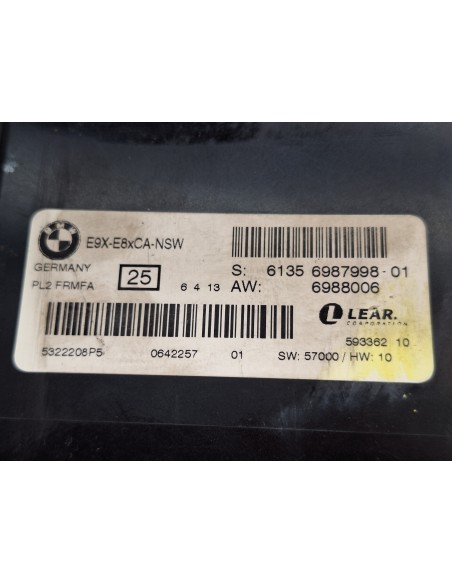 BMW
E9X-E8xCA-NSW
GERMANY
25
S: 6135 6987998-01
PL2 FRMFA
6 4 13
AW: 6988006
LEAR.
CORPORATION
593362 10
5322208P5 0642257 01 SW: 57000 / HW: 10